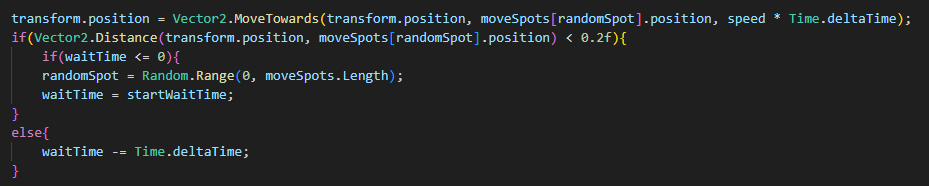 transform.position = Vector2.MoveTowards(transform.position, moveSpots[randomSpot].position, speed * Time.deltaTime);
if(Vector2.Distance(transform.position, moveSpots[randomSpot].position) < 0.2f){
    if(waitTime <= 0){
    randomSpot = Random.Range(0, moveSpots.Length);
    waitTime = startWaitTime;
}
else{
    waitTime -= Time.deltaTime;
}